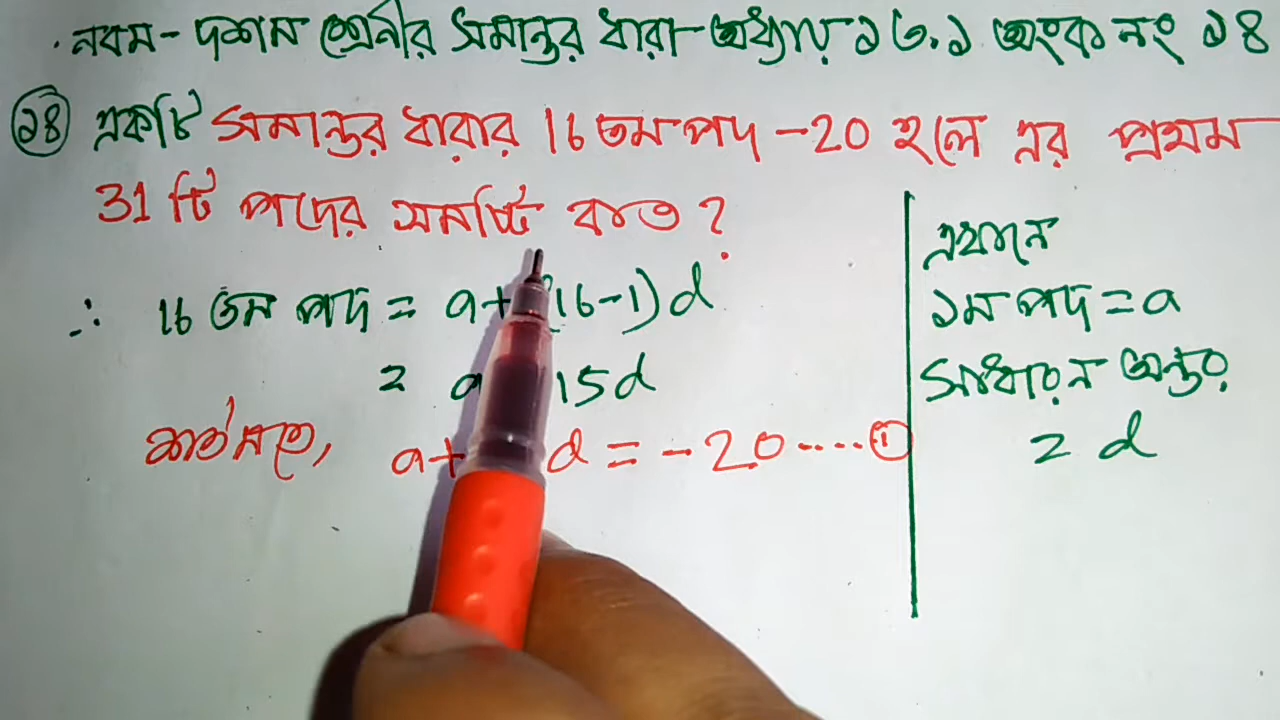 নবম - দশম শ্রেনীর সমান্তর ধারা - অধ্যায় ১৩.১ অংক নং ১৪
১৪ একটি সমান্তর ধারার 16 তম পদ -20 হলে এর প্রথম
31 টি পদের সমষ্টি কত?
∴ 16 তম পদ = a+(16-1)d
= a 15d
শর্তমতে, a+ d = -20 .... ①
এখানে
১ম পদ = a
সাধারন অন্তর
= d